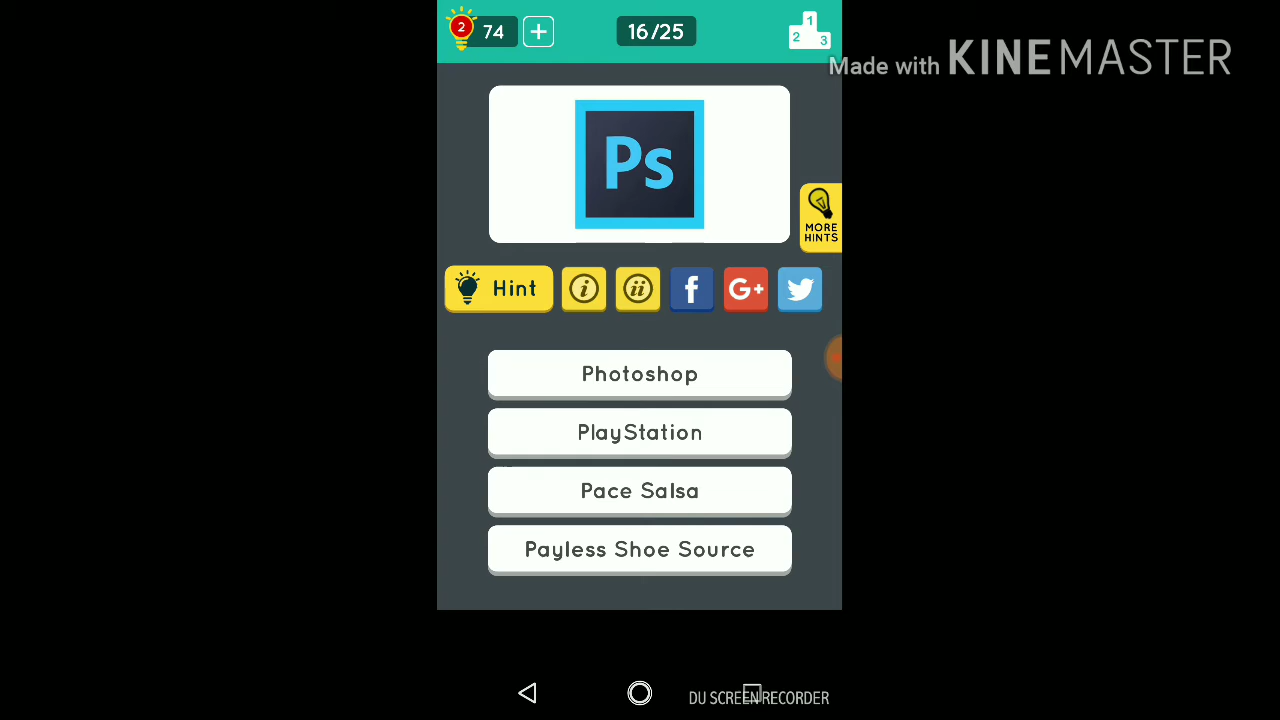 2 74 + 16/25 1 2 3
Made with KINEMASTER
Ps
MORE
HINTS
Hint i ii f G+
Photoshop
PlayStation
Pace Salsa
Payless Shoe Source
DU SCREEN RECORDER